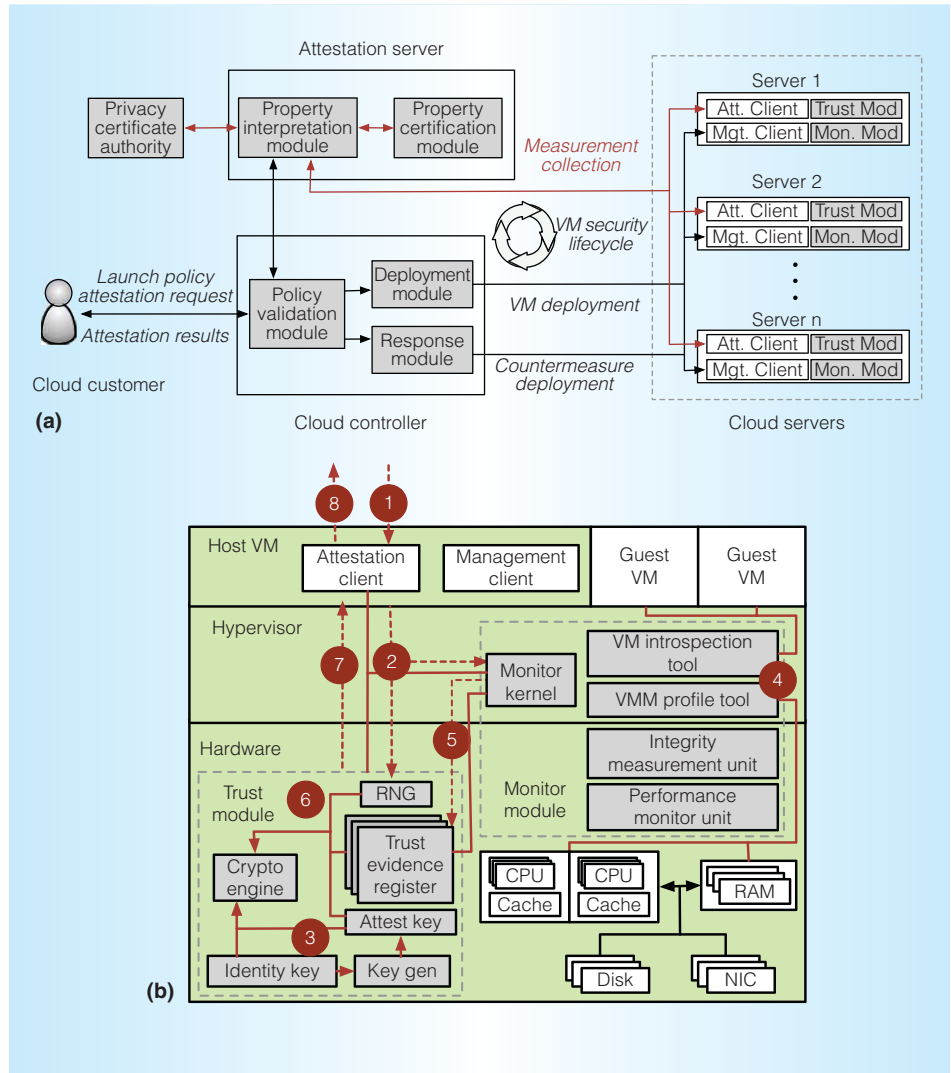 Attestation server
Privacy
certificate
authority
Property
interpretation
module
Property
certification
module
Measurement
collection
VM security
lifecycle
Launch policy
attestation request
Attestation results
Cloud customer
Policy
validation
module
Deployment
module
Response
module
VM deployment
Countermeasure
deployment
Server 1
Att. Client
Trust Mod
Mgt. Client
Mon. Mod
Server 2
Att. Client
Trust Mod
Mgt. Client
Mon. Mod
Server n
Att. Client
Trust Mod
Mgt. Client
Mon. Mod
(a)
Cloud controller
Cloud servers
8
1
Host VM
Attestation
client
Management
client
Guest
VM
Guest
VM
Hypervisor
7
2
Monitor
kernel
VM introspection
tool
4
VMM profile tool
5
Hardware
Integrity
measurement unit
Monitor
module
Performance
monitor unit
Trust
module
6
RNG
Trust
evidence
register
Crypto
engine
Attest key
3
Identity key
Key gen
CPU
Cache
CPU
Cache
RAM
Disk
NIC
(b)